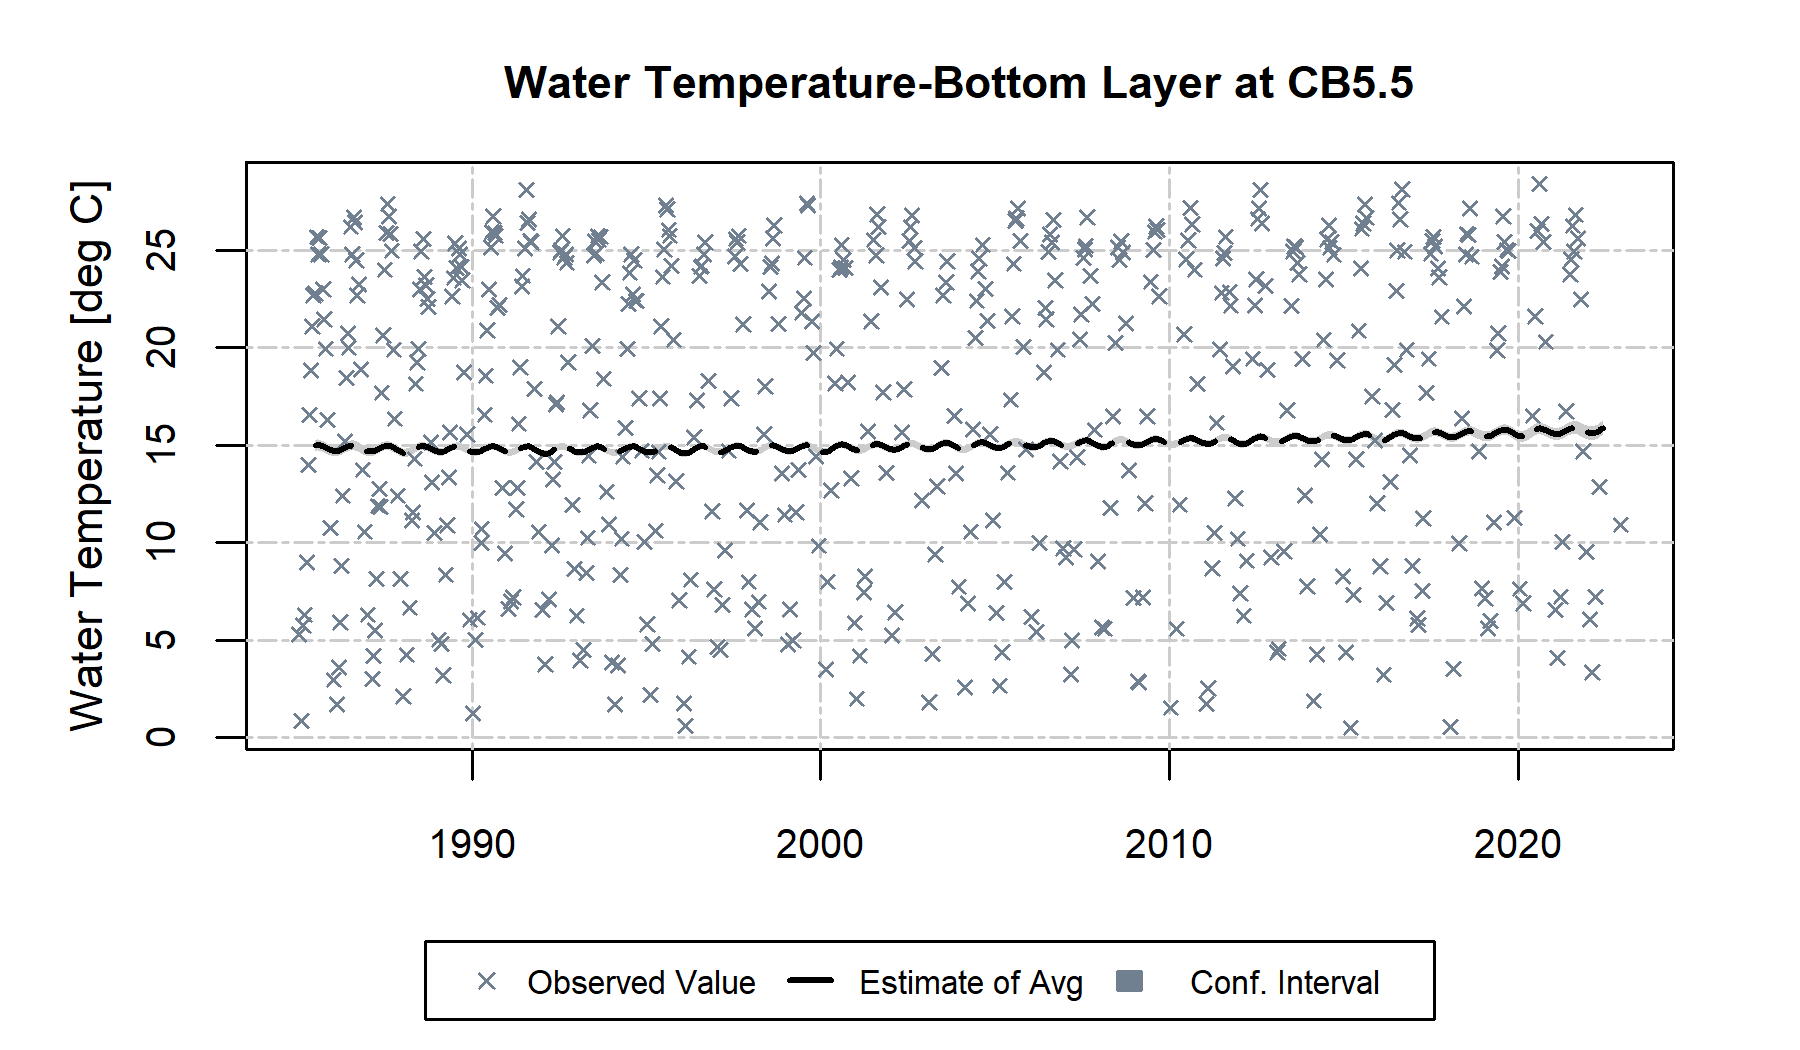 Water Temperature-Bottom Layer at CB5.5
Water Temperature [deg C]
25
20
15
10
5
0
1990 2000 2010 2020
Observed Value Estimate of Avg Conf. Interval